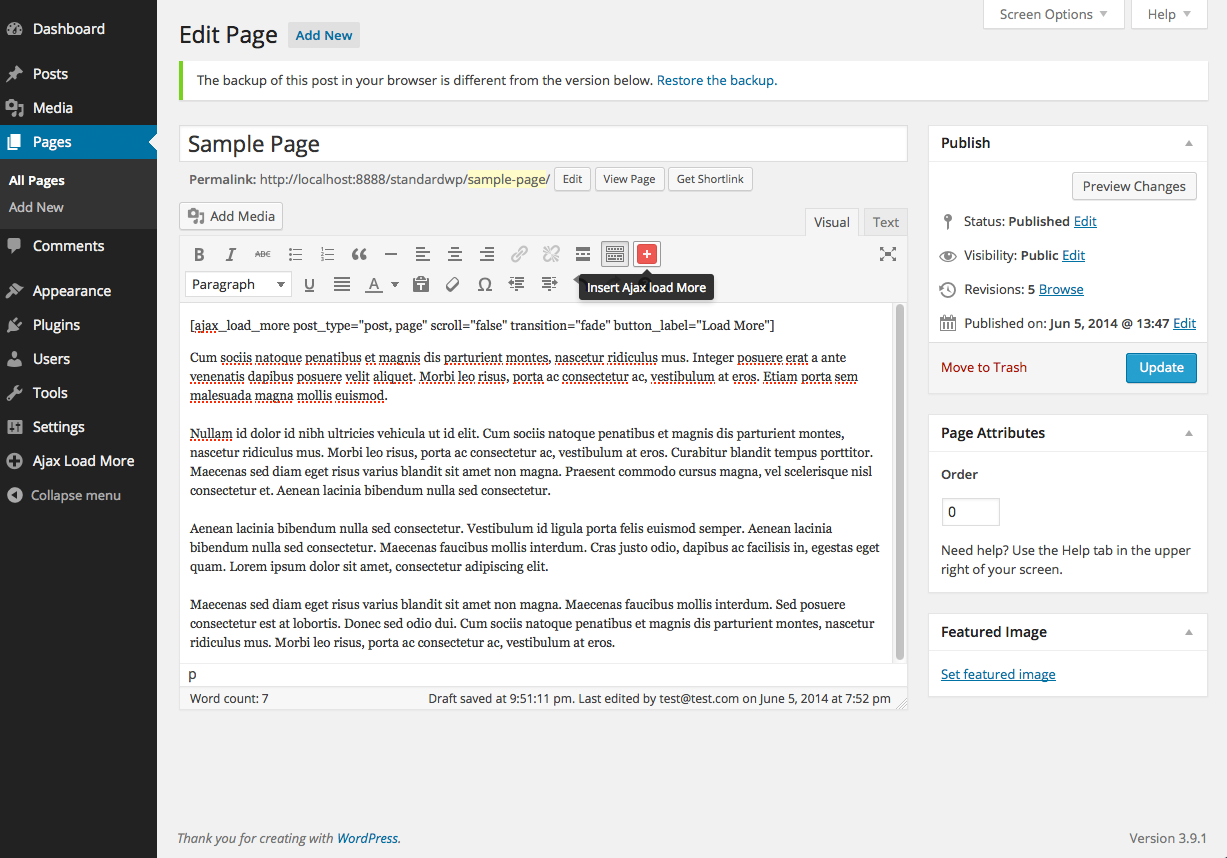 Dashboard
Posts
Media
Pages
All Pages
Add New
Comments
Appearance
Plugins
Users
Tools
Settings
Ajax Load More
Collapse menu
Screen Options
Help
Edit Page Add New
The backup of this post in your browser is different from the version below. Restore the backup.
Sample Page
Permalink: http://localhost:8888/standardwp/sample-page/ Edit View Page Get Shortlink
Add Media
Visual Text
B I ABC
Paragraph U A Ω
Insert Ajax load More
[ajax_load_more post_type="post, page" scroll="false" transition="fade" button_label="Load More"]
Cum sociis natoque penatibus et magnis dis parturient montes, nascetur ridiculus mus. Integer posuere erat a ante
venenatis dapibus posuere velit aliquet. Morbi leo risus, porta ac consectetur ac, vestibulum at eros. Etiam porta sem
malesuada magna mollis euismod.
Nullam id dolor id nibh ultricies vehicula ut id elit. Cum sociis natoque penatibus et magnis dis parturient montes,
nascetur ridiculus mus. Morbi leo risus, porta ac consectetur ac, vestibulum at eros. Curabitur blandit tempus porttitor.
Maecenas sed diam eget risus varius blandit sit amet non magna. Praesent commodo cursus magna, vel scelerisque nisl
consectetur et. Aenean lacinia bibendum nulla sed consectetur.
Aenean lacinia bibendum nulla sed consectetur. Vestibulum id ligula porta felis euismod semper. Aenean lacinia
bibendum nulla sed consectetur. Maecenas faucibus mollis interdum. Cras justo odio, dapibus ac facilisis in, egestas eget
quam. Lorem ipsum dolor sit amet, consectetur adipiscing elit.
Maecenas sed diam eget risus varius blandit sit amet non magna. Maecenas faucibus mollis interdum. Sed posuere
consectetur est at lobortis. Donec sed odio dui. Cum sociis natoque penatibus et magnis dis parturient montes, nascetur
ridiculus mus. Morbi leo risus, porta ac consectetur ac, vestibulum at eros.
p
Word count: 7 Draft saved at 9:51:11 pm. Last edited by test@test.com on June 5, 2014 at 7:52 pm
Publish
Preview Changes
Status: Published Edit
Visibility: Public Edit
Revisions: 5 Browse
Published on: Jun 5, 2014 @ 13:47 Edit
Move to Trash Update
Page Attributes
Order
0
Need help? Use the Help tab in the upper
right of your screen.
Featured Image
Set featured image
Thank you for creating with WordPress.
Version 3.9.1